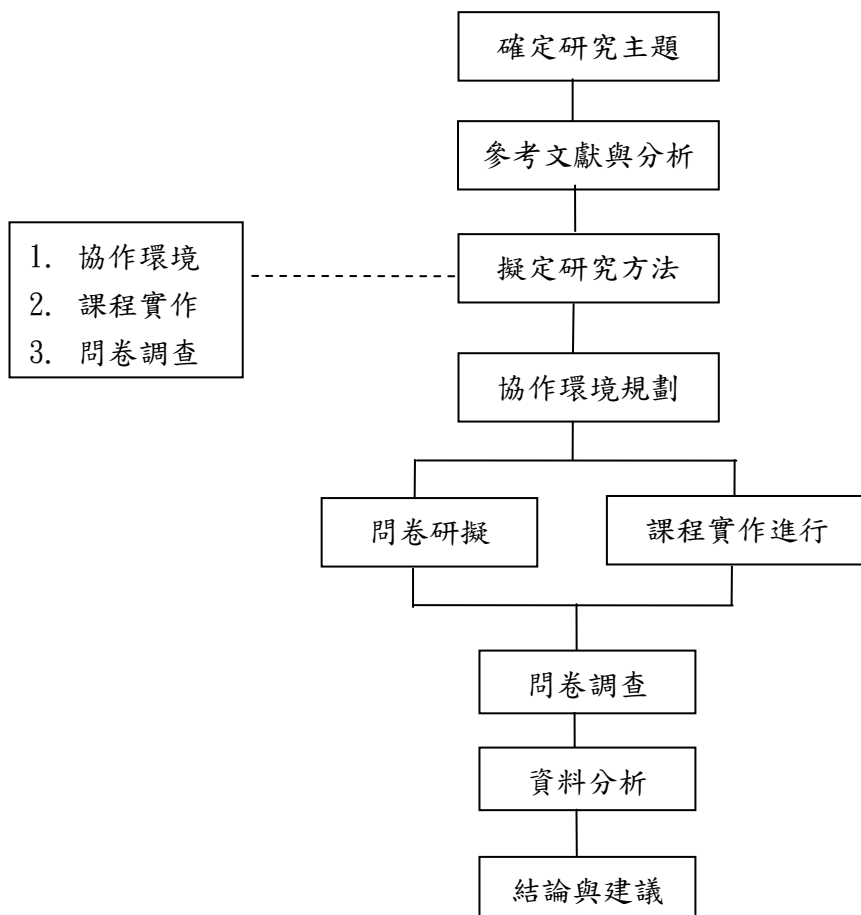 確定研究主題
參考文獻與分析
擬定研究方法
1. 協作環境
2. 課程實作
3. 問卷調查
協作環境規劃
問卷研擬
課程實作進行
問卷調查
資料分析
結論與建議